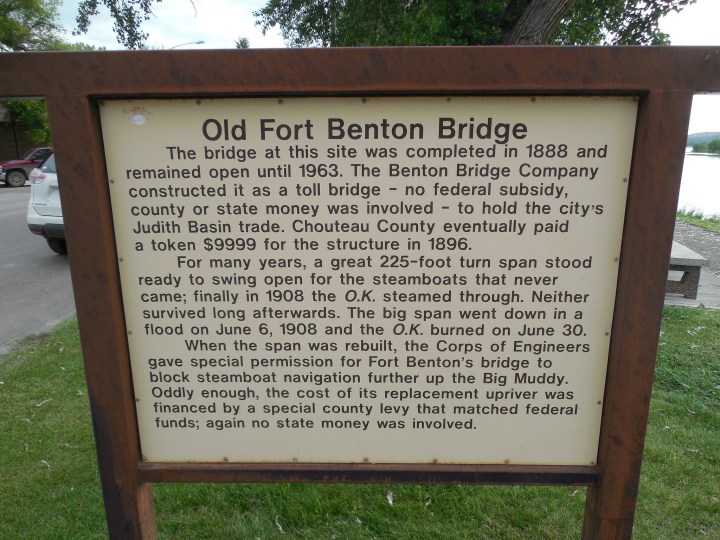 Old Fort Benton Bridge
The bridge at this site was completed in 1888 and
remained open until 1963. The Benton Bridge Company
constructed it as a toll bridge - no federal subsidy,
county or state money was involved - to hold the city's
Judith Basin trade. Chouteau County eventually paid
a token $9999 for the structure in 1896.
For many years, a great 225-foot turn span stood
ready to swing open for the steamboats that never
came; finally in 1908 the O.K. steamed through. Neither
survived long afterwards. The big span went down in a
flood on June 6, 1908 and the O.K. burned on June 30.
When the span was rebuilt, the Corps of Engineers
gave special permission for Fort Benton's bridge to
block steamboat navigation further up the Big Muddy.
Oddly enough, the cost of its replacement upriver was
financed by a special county levy that matched federal
funds; again no state money was involved.